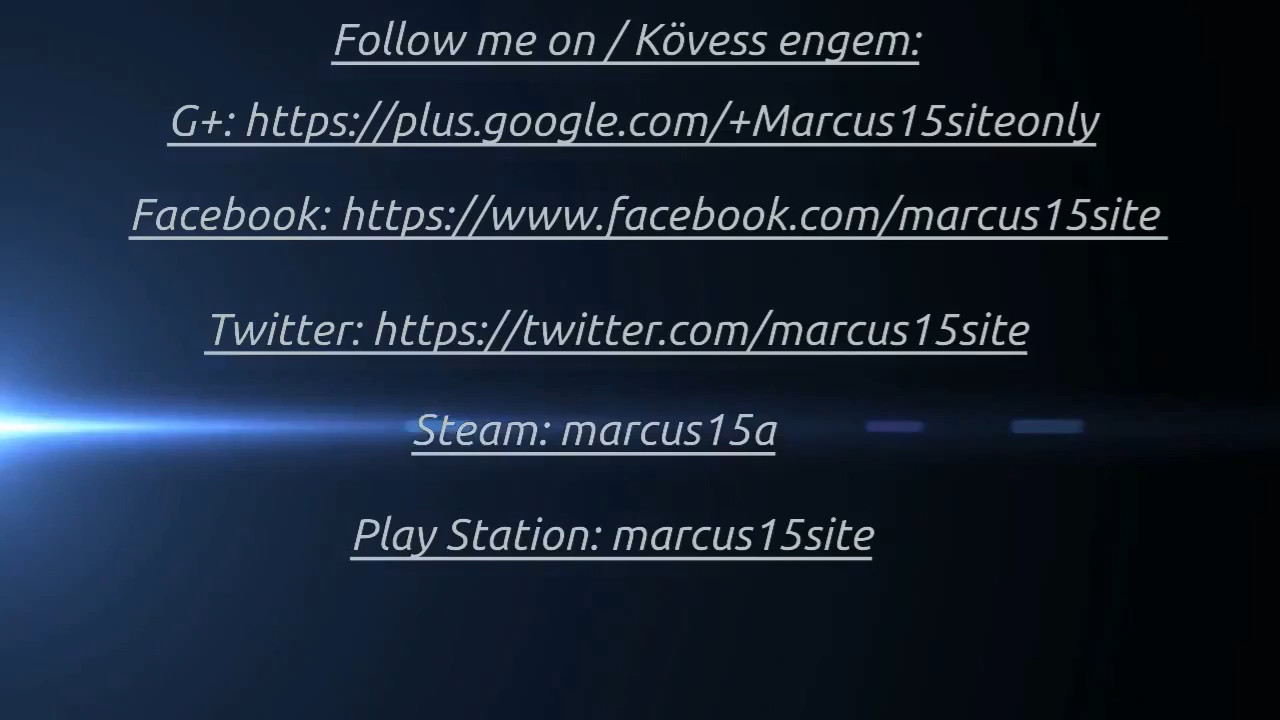 Follow me on / Kövess engem:
G+: https://plus.google.com/+Marcus15siteonly
Facebook: https://www.facebook.com/marcus15site
Twitter: https://twitter.com/marcus15site
Steam: marcus15a
Play Station: marcus15site